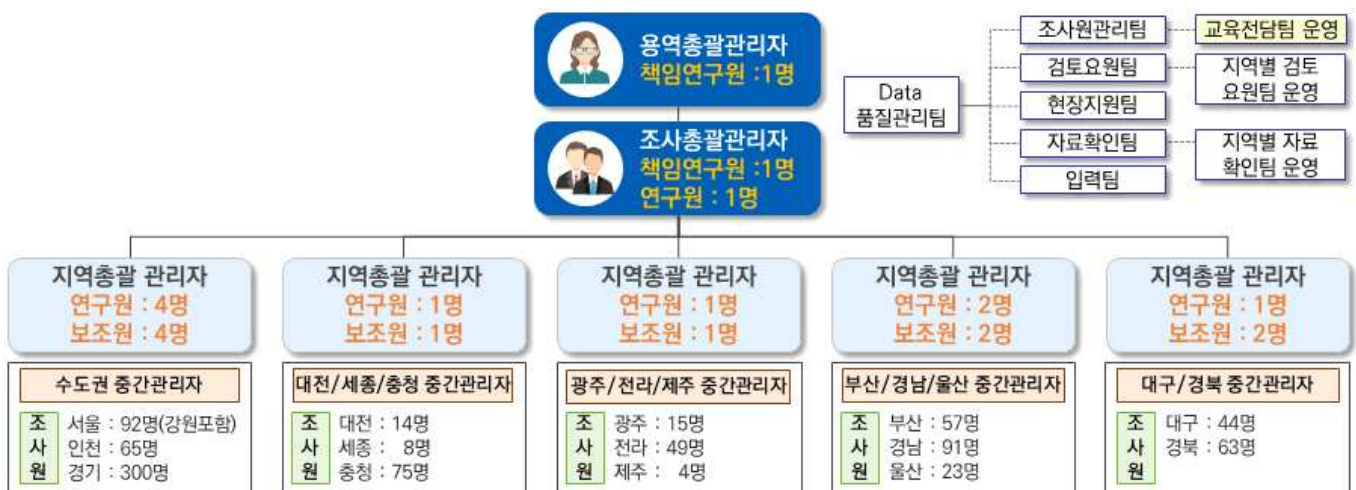 용역총괄관리자
책임연구원 :1명
조사총괄관리자
책임연구원 :1명
연구원 : 1명
Data
품질관리팀
조사원관리팀
검토요원팀
현장지원팀
자료확인팀
입력팀
교육전담팀 운영
지역별 검토
요원팀 운영
지역별 자료
확인팀 운영
지역총괄 관리자
연구원 : 4명
보조원 : 4명
수도권 중간관리자
조사원
서울 : 92명(강원포함)
인천 : 65명
경기 : 300명
지역총괄 관리자
연구원 : 1명
보조원 : 1명
대전/세종/충청 중간관리자
조사원
대전 : 14명
세종 : 8명
충청 : 75명
지역총괄 관리자
연구원 : 1명
보조원 : 1명
광주/전라/제주 중간관리자
조사원
광주 : 15명
전라 : 49명
제주 : 4명
지역총괄 관리자
연구원 : 2명
보조원 : 2명
부산/경남/울산 중간관리자
조사원
부산 : 57명
경남 : 91명
울산 : 23명
지역총괄 관리자
연구원 : 1명
보조원 : 2명
대구/경북 중간관리자
조사원
대구 : 44명
경북 : 63명